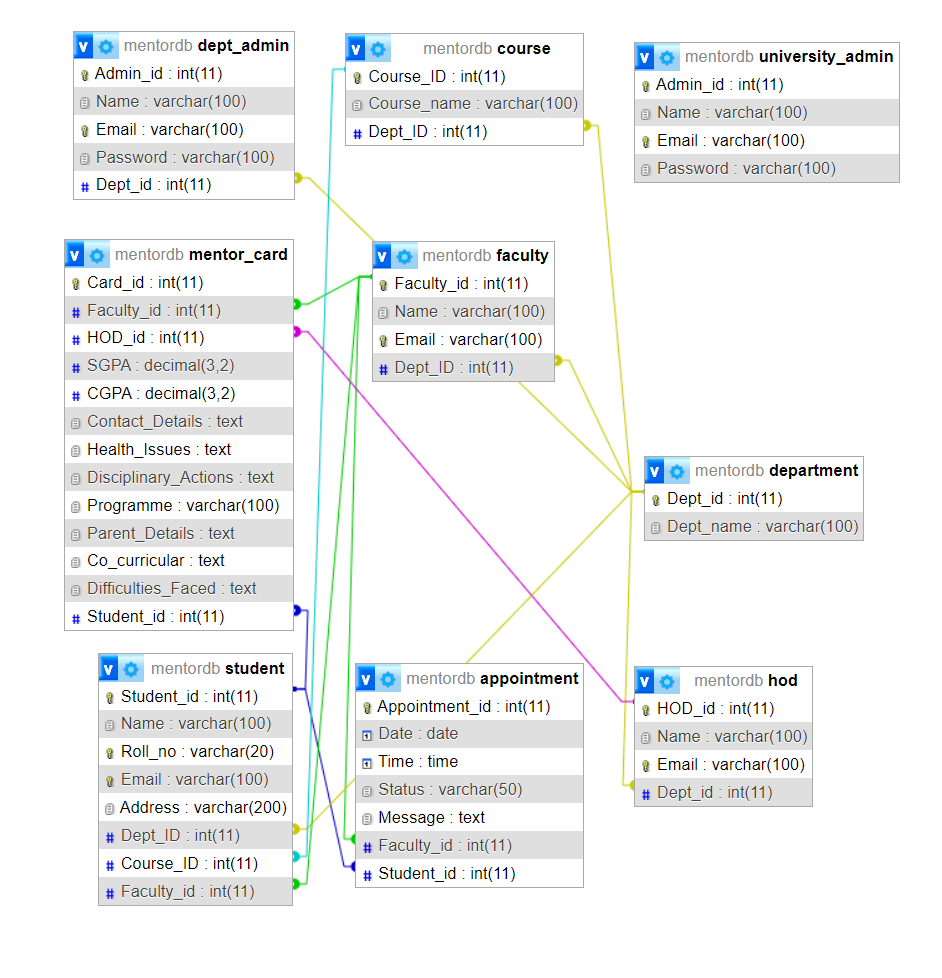 v mentordb dept_admin
Admin_id : int(11)
Name : varchar(100)
Email : varchar(100)
Password : varchar(100)
# Dept_id : int(11)
v mentordb course
Course_ID : int(11)
Course_name : varchar(100)
# Dept_ID : int(11)
v mentordb university_admin
Admin_id : int(11)
Name : varchar(100)
Email : varchar(100)
Password : varchar(100)
v mentordb mentor_card
Card_id : int(11)
# Faculty_id : int(11)
# HOD_id : int(11)
# SGPA : decimal(3,2)
# CGPA : decimal(3,2)
Contact_Details : text
Health_Issues : text
Disciplinary_Actions : text
Programme : varchar(100)
Parent_Details : text
Co_curricular : text
Difficulties_Faced : text
# Student_id : int(11)
v mentordb faculty
Faculty_id : int(11)
Name : varchar(100)
Email : varchar(100)
# Dept_ID : int(11)
v mentordb department
Dept_id : int(11)
Dept_name : varchar(100)
v mentordb student
Student_id : int(11)
Name : varchar(100)
Roll_no : varchar(20)
Email : varchar(100)
Address : varchar(200)
# Dept_ID : int(11)
# Course_ID : int(11)
# Faculty_id : int(11)
v mentordb appointment
Appointment_id : int(11)
Date : date
Time : time
Status : varchar(50)
Message : text
# Faculty_id : int(11)
# Student_id : int(11)
v mentordb hod
HOD_id : int(11)
Name : varchar(100)
Email : varchar(100)
# Dept_id : int(11)